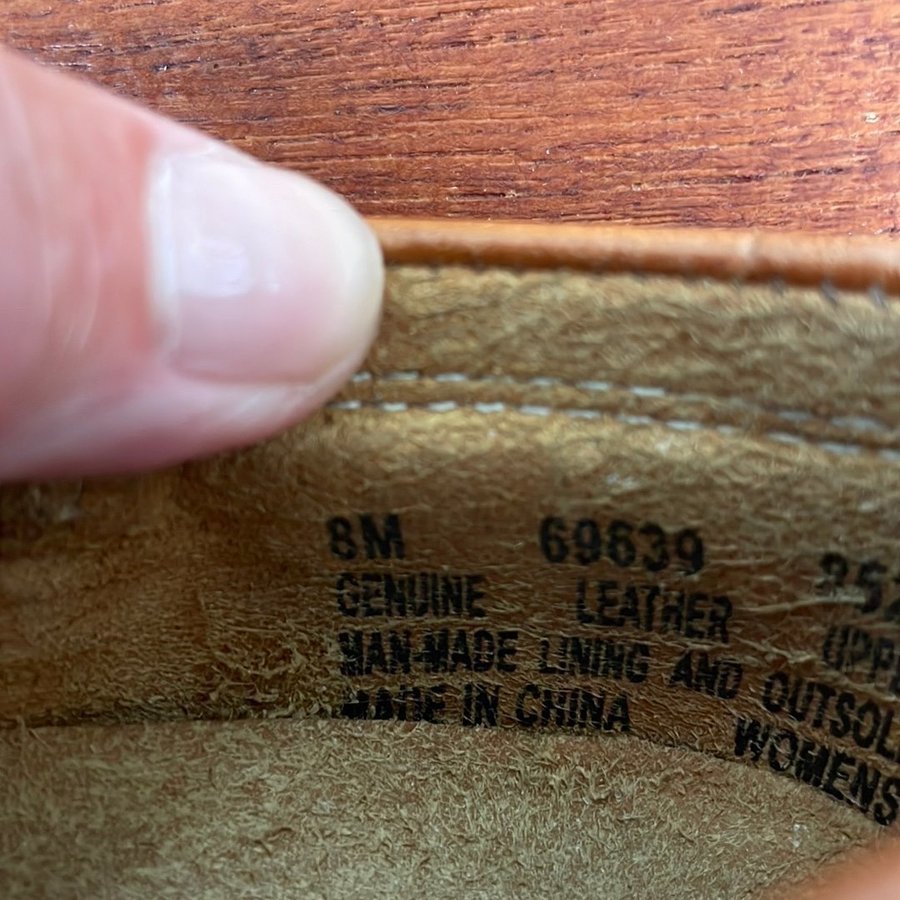 8M 69639
GENUINE LEATHER
MAN-MADE LINING AND OUTSOL
MADE IN CHINA WOMENS